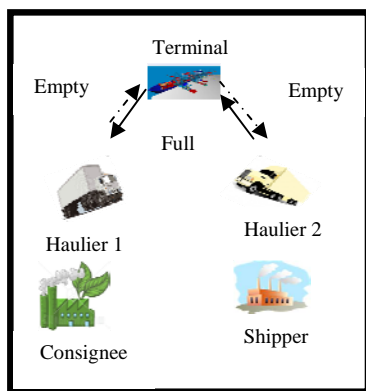 Terminal
Empty
Empty
Full
Haulier 1
Haulier 2
Consignee
Shipper